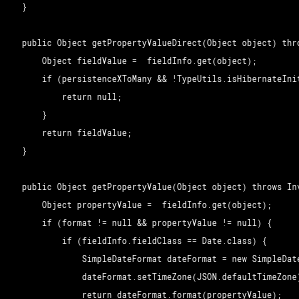 }
public Object getPropertyValueDirect(Object object) thro
Object fieldValue =  fieldInfo.get(object);
if (persistenceXToMany && !TypeUtils.isHibernateInit
return null;
}
return fieldValue;
}
public Object getPropertyValue(Object object) throws Inv
Object propertyValue =  fieldInfo.get(object);
if (format != null && propertyValue != null) {
if (fieldInfo.fieldClass == Date.class) {
SimpleDateFormat dateFormat = new SimpleDate
dateFormat.setTimeZone(JSON.defaultTimeZone)
return dateFormat.format(propertyValue);